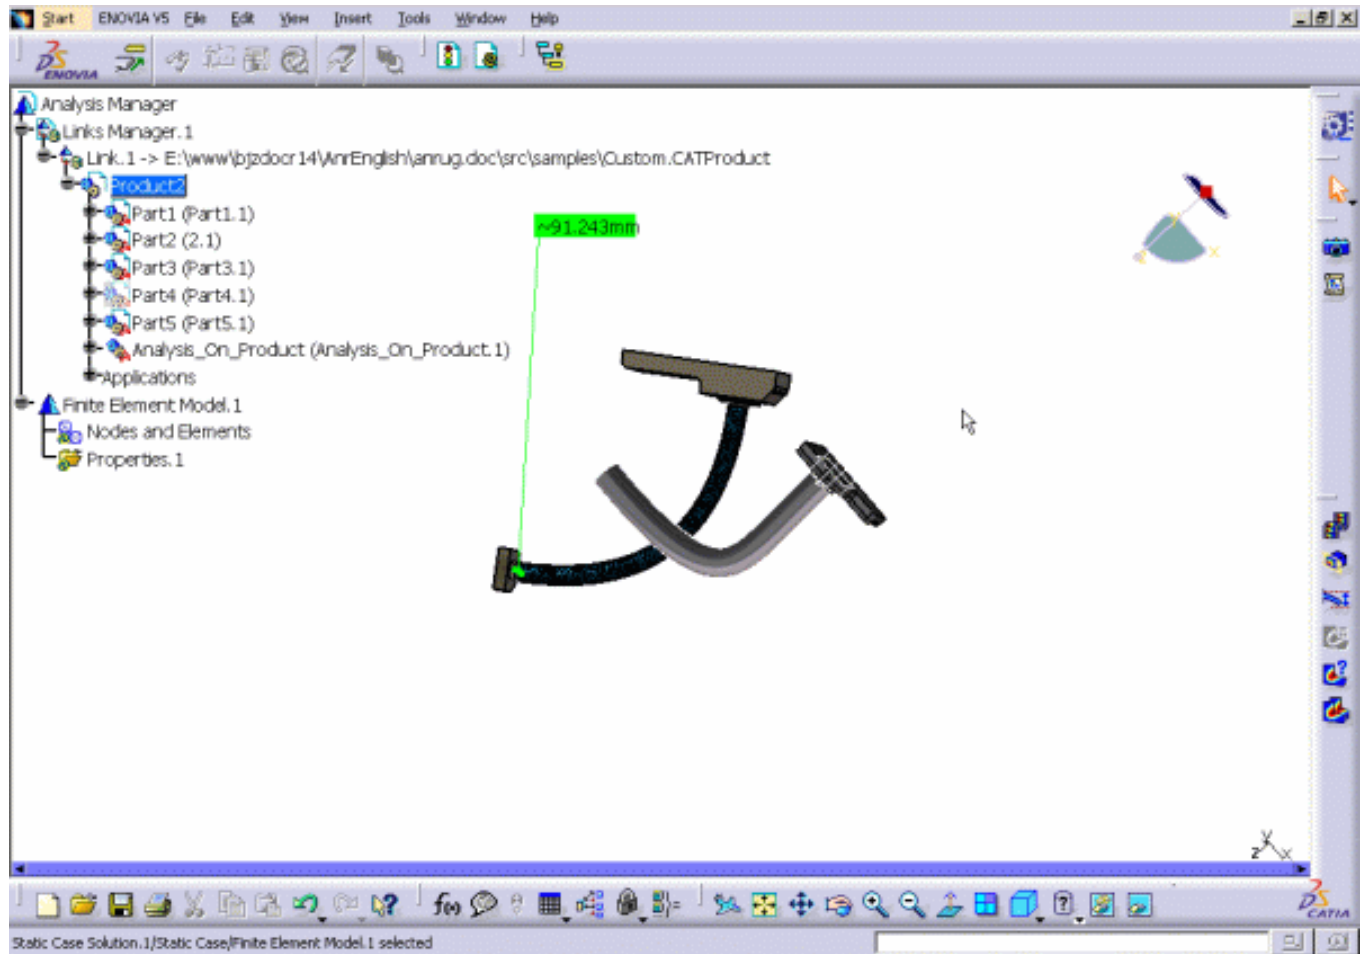 Start ENOVIA V5 File Edit View Insert Tools Window Help
DS ENOVIA
Analysis Manager
Links Manager.1
Link.1 -> E:\www\bjzdocr14\AnrEnglish\anrug.doc\src\samples\Custom.CATProduct
Product2
Part1 (Part1.1)
~91.243mm
Part2 (2.1)
Part3 (Part3.1)
Part4 (Part4.1)
Part5 (Part5.1)
Analysis_On_Product (Analysis_On_Product.1)
Applications
Finite Element Model.1
Nodes and Elements
Properties.1
y
z x
f(x)
DS CATIA
Static Case Solution.1/Static Case/Finite Element Model.1 selected